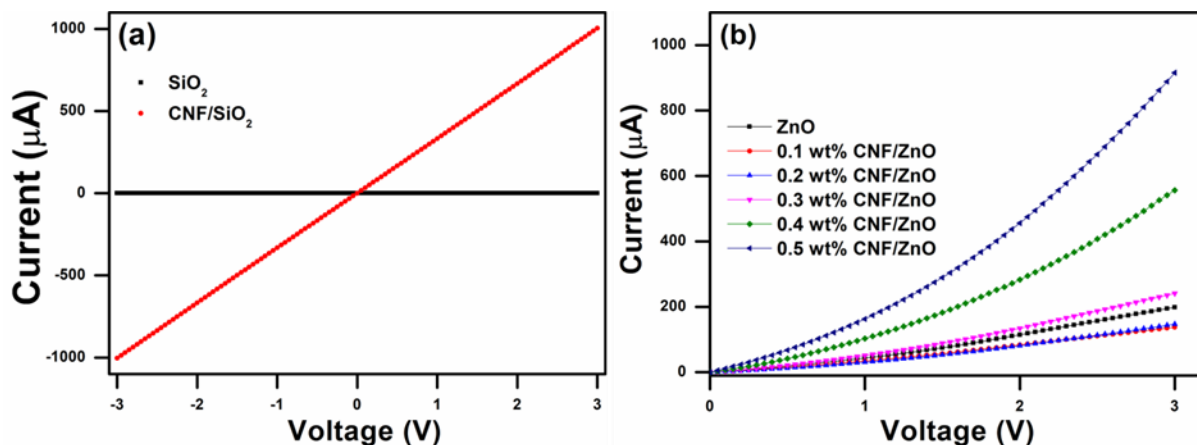 (a)
SiO₂
CNF/SiO₂
Current (μA)
1000
500
0
-500
-1000
-3 -2 -1 0 1 2 3
Voltage (V)
(b)
ZnO
0.1 wt% CNF/ZnO
0.2 wt% CNF/ZnO
0.3 wt% CNF/ZnO
0.4 wt% CNF/ZnO
0.5 wt% CNF/ZnO
Current (μA)
1000
800
600
400
200
0
0 1 2 3
Voltage (V)